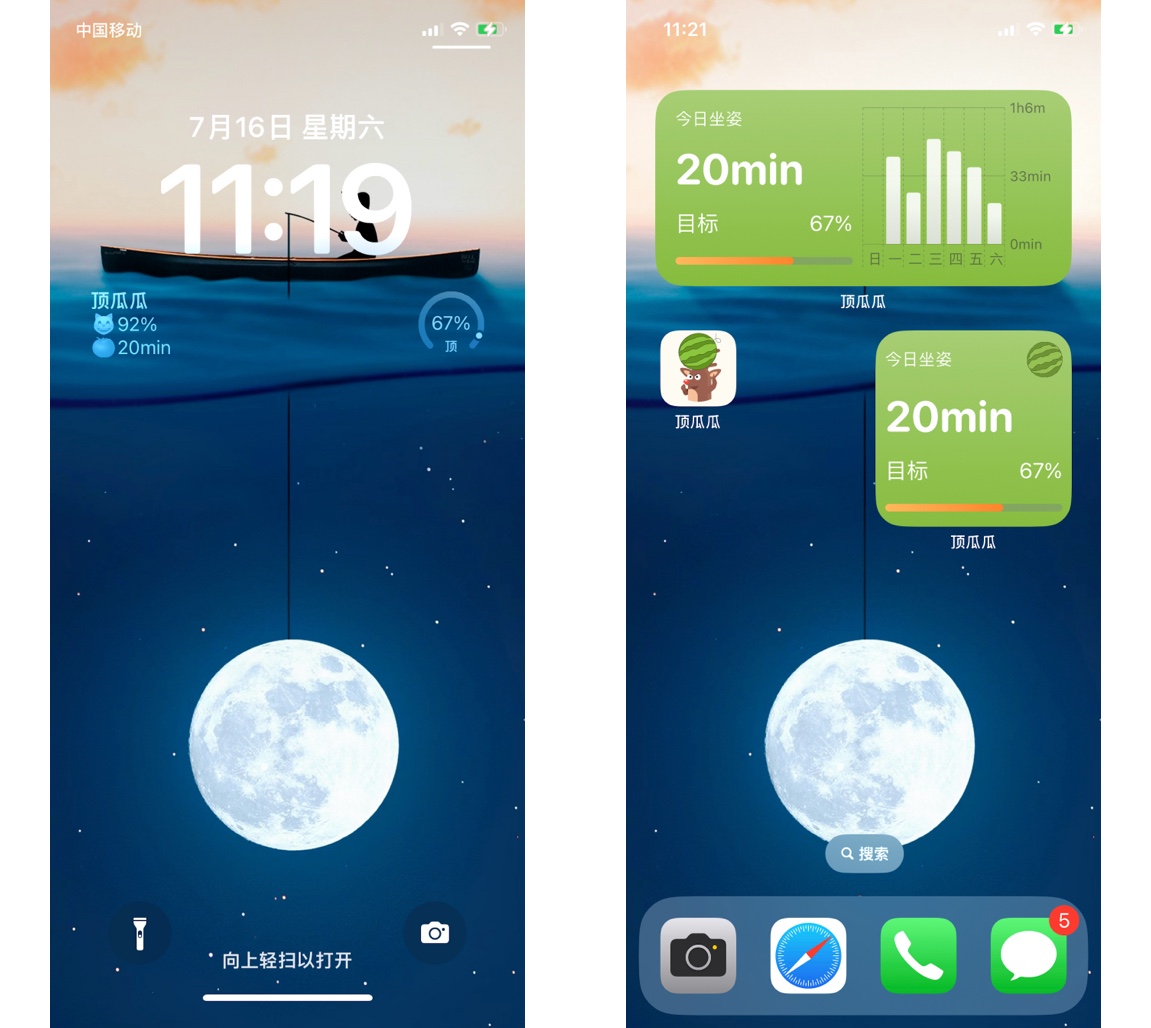 中国移动
7月16日 星期六
11:19
顶瓜瓜
92%
20min
67%
顶
向上轻扫以打开
11:21
今日坐姿
20min
目标 67%
1h6m
33min
0min
日 一 二 三 四 五 六
顶瓜瓜
顶瓜瓜
今日坐姿
20min
目标 67%
顶瓜瓜
搜索
5